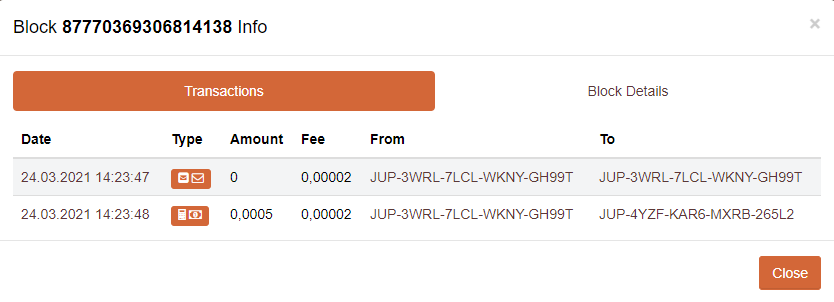 Block 87770369306814138 Info ×
Transactions Block Details
Date Type Amount Fee From To
24.03.2021 14:23:47 0 0,00002 JUP-3WRL-7LCL-WKNY-GH99T JUP-3WRL-7LCL-WKNY-GH99T
24.03.2021 14:23:48 0,0005 0,00002 JUP-3WRL-7LCL-WKNY-GH99T JUP-4YZF-KAR6-MXRB-265L2
Close